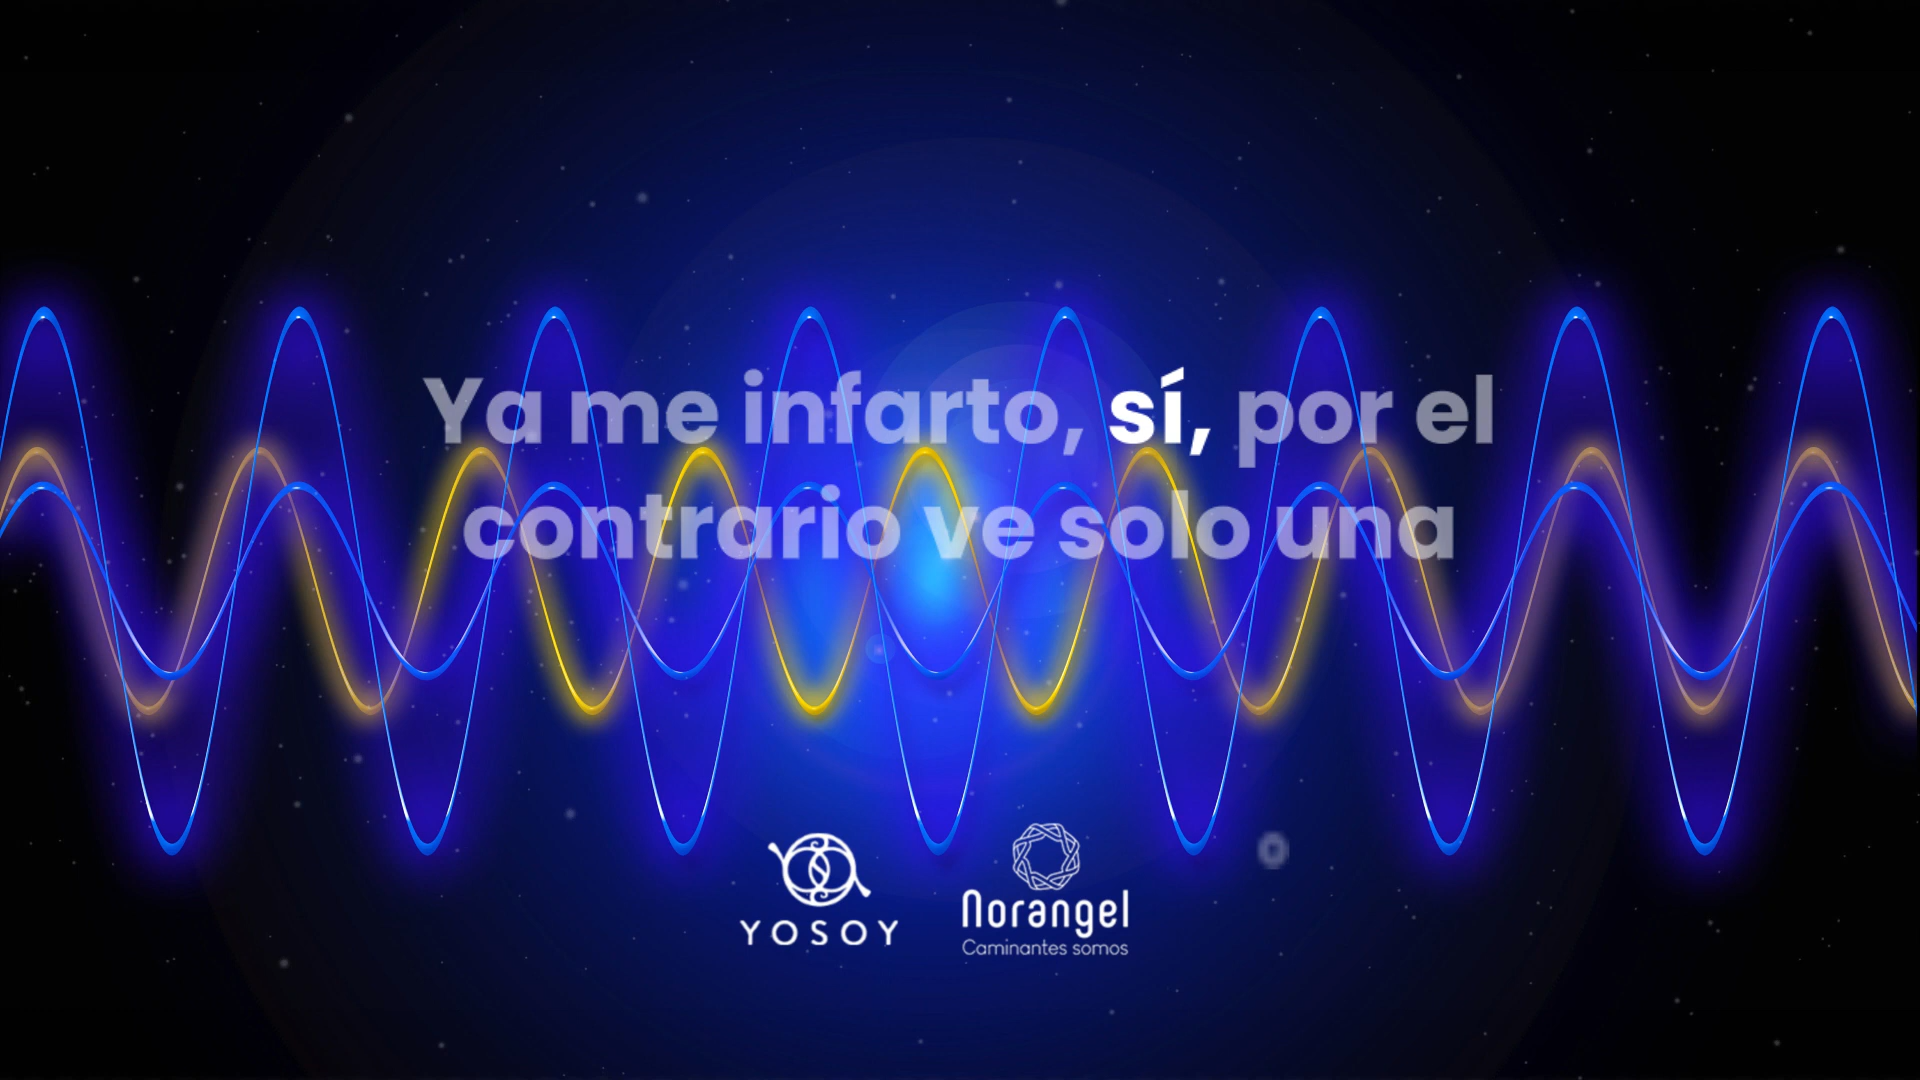 Ya me infarto, sí, por el
contrario ve solo una
YOSOY
Norangel
Caminantes somos